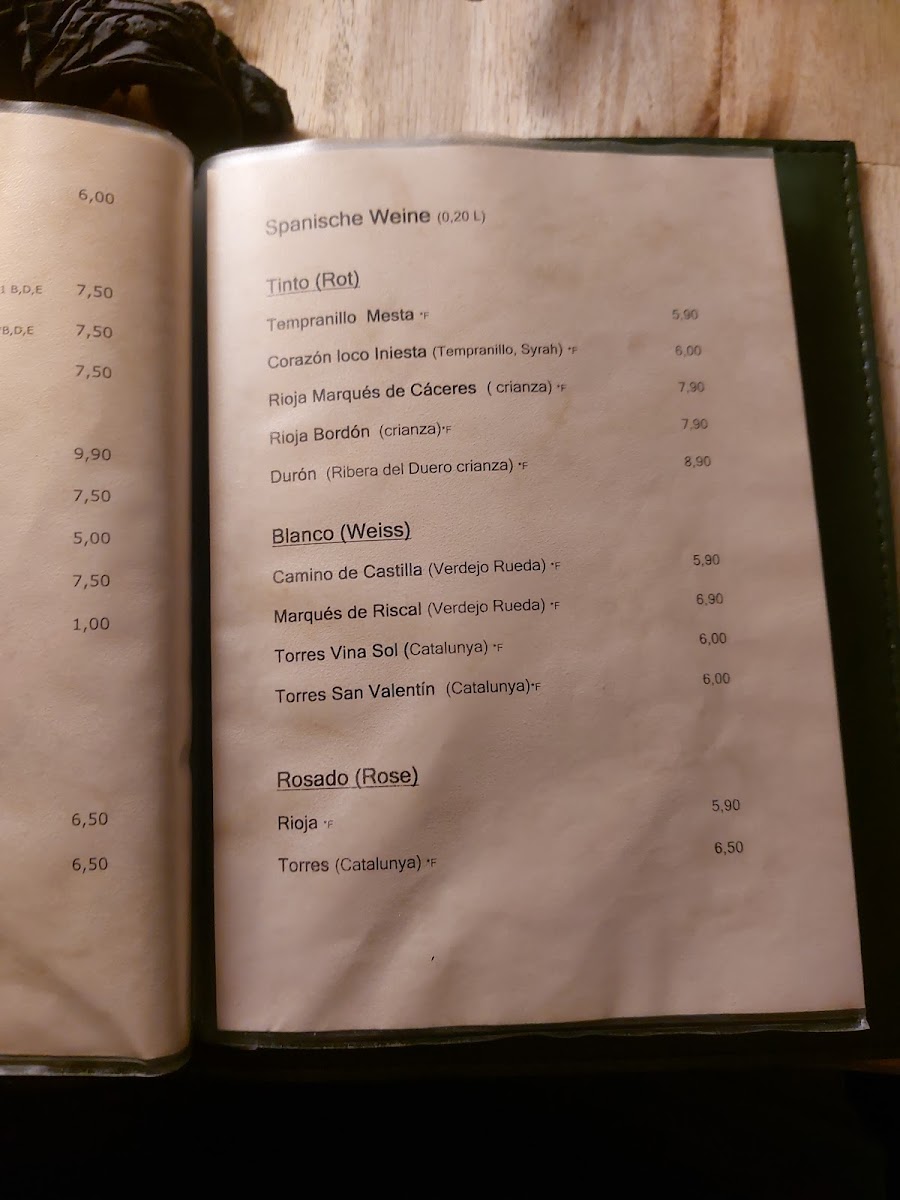 6,00
1 B,D,E 7,50
B,D,E 7,50
7,50
9,90
7,50
5,00
7,50
1,00
6,50
6,50
Spanische Weine (0,20 L)
Tinto (Rot)
Tempranillo Mesta *F 5,90
Corazón loco Iniesta (Tempranillo, Syrah) *F 6,00
Rioja Marqués de Cáceres ( crianza) *F 7,90
Rioja Bordón (crianza)*F 7,90
Durón (Ribera del Duero crianza) *F 8,90
Blanco (Weiss)
Camino de Castilla (Verdejo Rueda) *F 5,90
Marqués de Riscal (Verdejo Rueda) *F 6,90
Torres Vina Sol (Catalunya) *F 6,00
Torres San Valentín (Catalunya)*F 6,00
Rosado (Rose)
Rioja *F 5,90
Torres (Catalunya) *F 6,50